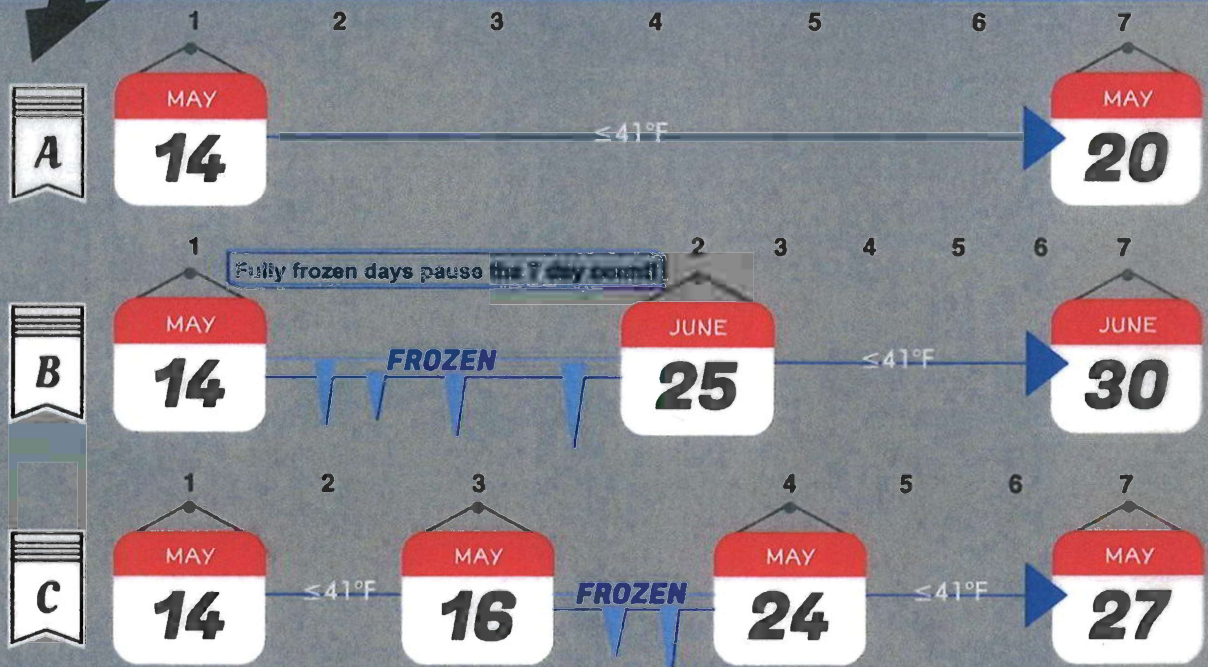 1 2 3 4 5 6 7
A
MAY
14
≤41°F
MAY
20
1 2 3 4 5 6 7
Fully frozen days pause the 7 day count!
B
MAY
14
FROZEN
JUNE
25
≤41°F
JUNE
30
1 2 3 4 5 6 7
C
MAY
14
≤41°F
MAY
16
FROZEN
MAY
24
≤41°F
MAY
27